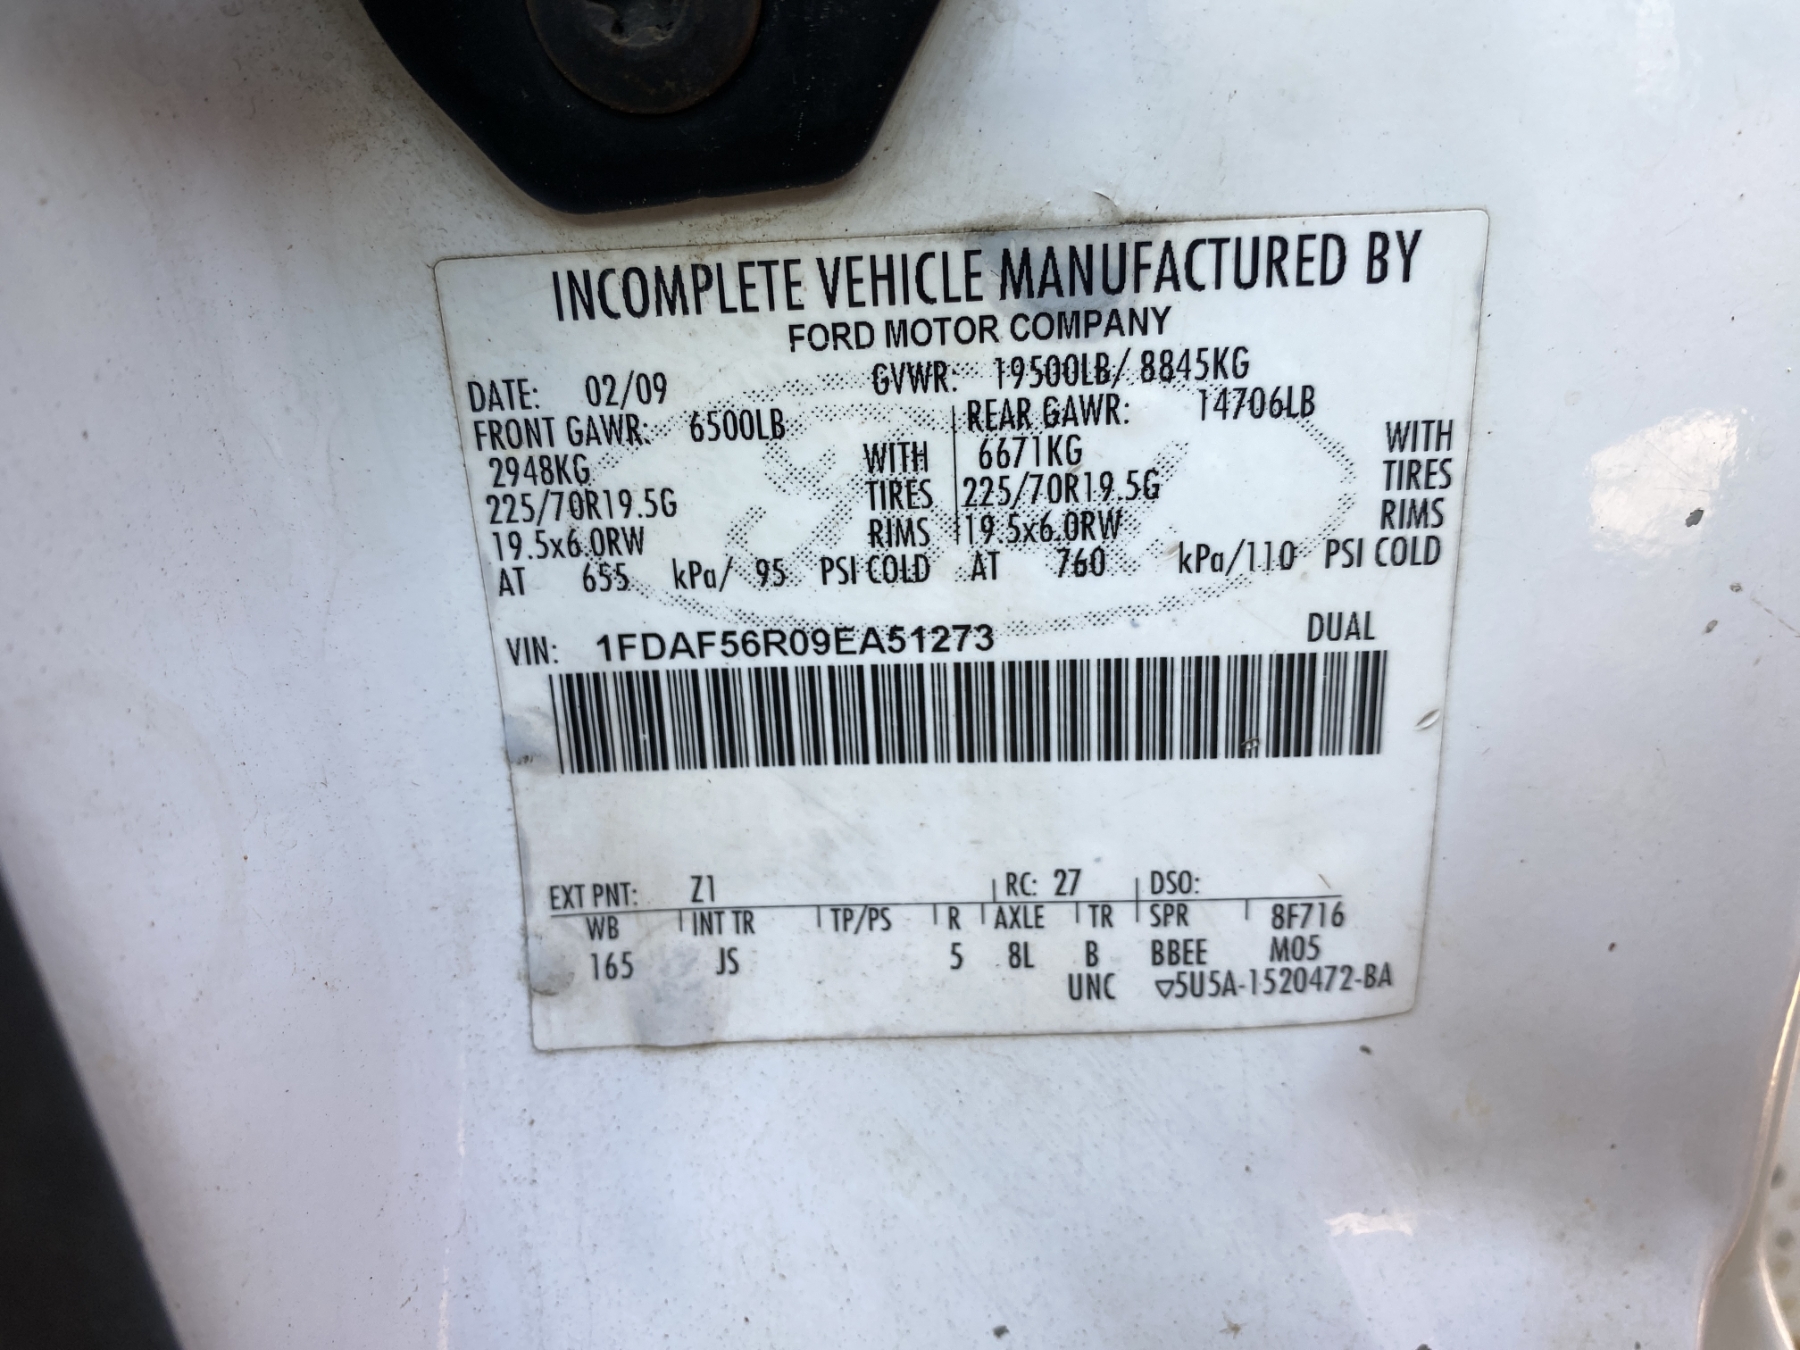 INCOMPLETE VEHICLE MANUFACTURED BY
FORD MOTOR COMPANY
DATE: 02/09 GVWR: 19500LB/ 8845KG
FRONT GAWR: 6500LB REAR GAWR: 14706LB
2948KG WITH 6671KG WITH
225/70R19.5G TIRES 225/70R19.5G TIRES
19.5x6.0RW RIMS 19.5x6.0RW RIMS
AT 655 kPa/ 95 PSI COLD AT 760 kPa/110 PSI COLD
VIN: 1FDAF56R09EA51273 DUAL
EXT PNT: Z1 RC: 27 DSO:
WB INT TR TP/PS R AXLE TR SPR 8F716
165 JS 5 8L B BBEE M05
UNC ▽5U5A-1520472-BA